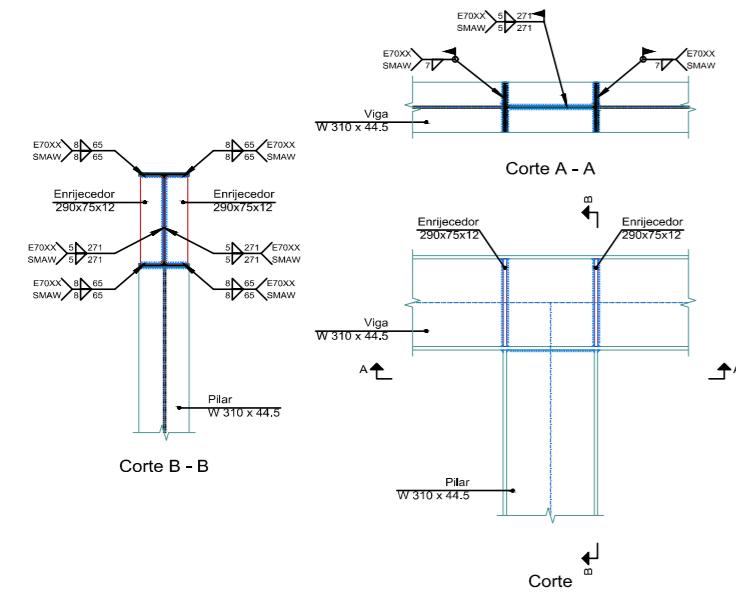 E70XX
SMAW
5 271
5 271
E70XX
SMAW
7
E70XX
SMAW
7
Viga
W 310 x 44.5
Corte A - A
E70XX
SMAW
8 65
8 65
8 65
8 65
E70XX
SMAW
Enrijecedor
290x75x12
Enrijecedor
290x75x12
E70XX
SMAW
5 271
5 271
5 271
5 271
E70XX
SMAW
E70XX
SMAW
8 65
8 65
8 65
8 65
E70XX
SMAW
Pilar
W 310 x 44.5
Corte B - B
B
Enrijecedor
290x75x12
Enrijecedor
290x75x12
Viga
W 310 x 44.5
A
A
Pilar
W 310 x 44.5
B
Corte